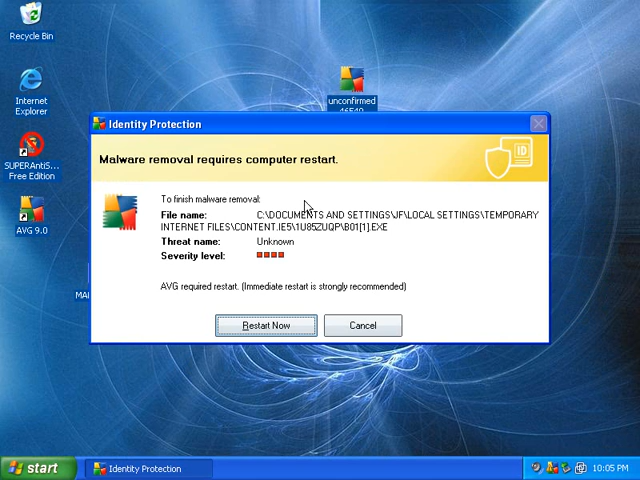 Recycle Bin
Internet
Explorer
unconfirmed
SUPERAntiS...
Free Edition
AVG 9.0
Identity Protection
Malware removal requires computer restart.
ID
To finish malware removal:
File name: C:\DOCUMENTS AND SETTINGS\JF\LOCAL SETTINGS\TEMPORARY
INTERNET FILES\CONTENT.IE5\1U85ZUQP\B01[1].EXE
Threat name: Unknown
Severity level:
AVG required restart. (Immediate restart is strongly recommended)
Restart Now
Cancel
start
Identity Protection
10:05 PM